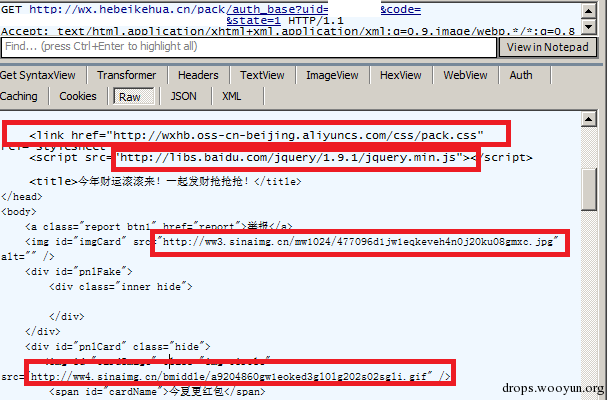 GET http://wx.hebeikehua.cn/pack/auth_base?uid= &code=
&state=1 HTTP/1.1
Accept: text/html,application/xhtml+xml,application/xml;q=0.9,image/webp,*/*;q=0.8
Find... (press Ctrl+Enter to highlight all) View in Notepad
Get SyntaxView Transformer Headers TextView ImageView HexView WebView Auth
Caching Cookies Raw JSON XML
<link href="http://wxhb.oss-cn-beijing.aliyuncs.com/css/pack.css"
rel="stylesheet"
<script src="http://libs.baidu.com/jquery/1.9.1/jquery.min.js"></script>
<title>今年财运滚滚来！一起发财抢抢抢！</title>
</head>
<body>
<a class="report btn1" href="report">举报</a>
<img id="imgCard" src="http://ww3.sinaimg.cn/mw1024/477096d1jw1eqkeveh4n0j20ku08gmxc.jpg"
alt="" />
<div id="pnlFake">
<div class="inner hide">
</div>
</div>
<div id="pnlCard" class="hide">
src="http://ww4.sinaimg.cn/bmiddle/a9204860gw1eoked3gl01g202s02sgli.gif" />
<span id="cardName">今夏更红包</span>
drops.wooyun.org